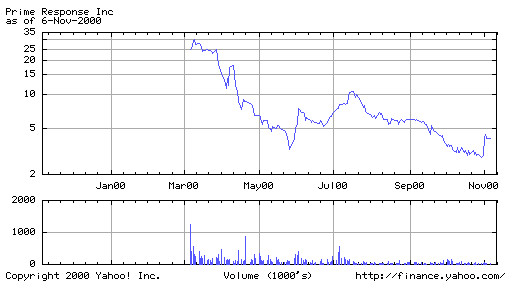 Prime Response Inc
as of 6-Nov-2000
35
25
20
15
10
5
2
Jan00 Mar00 May00 Jul00 Sep00 Nov00
2000
1000
0
Copyright 2000 Yahoo! Inc. Volume (1000's) http://finance.yahoo.com/